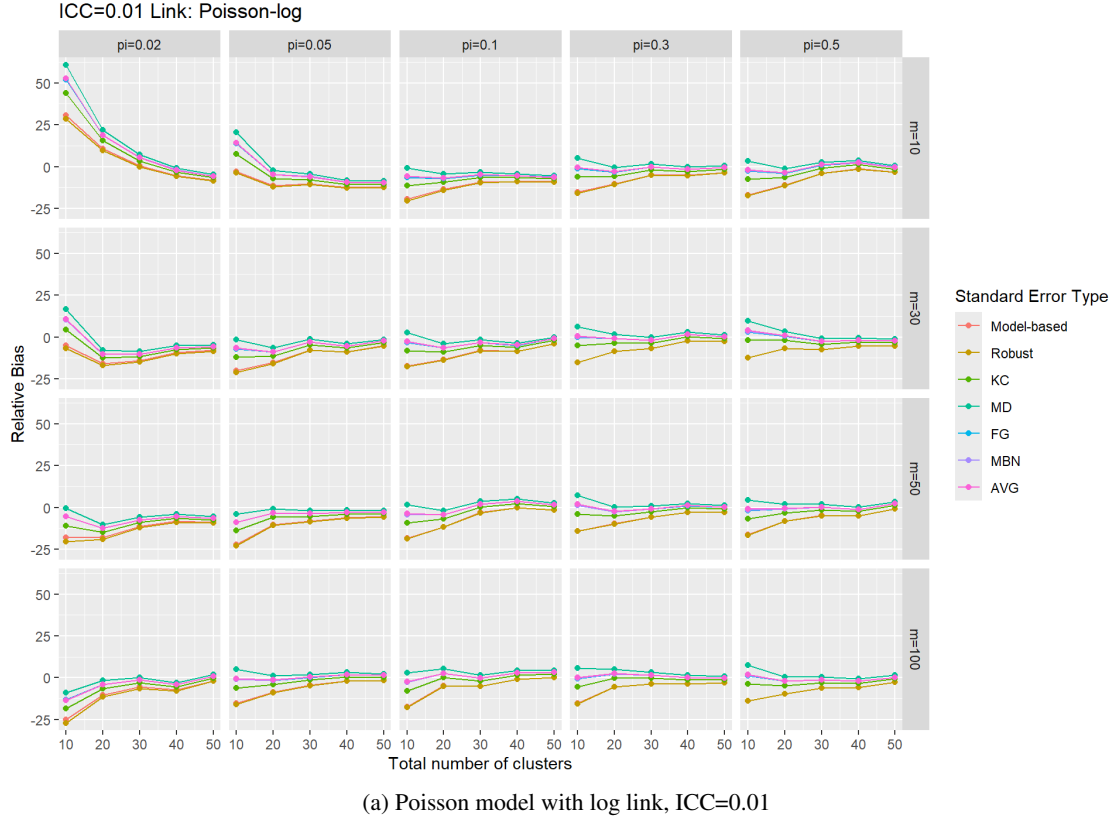 ICC=0.01 Link: Poisson-log
pi=0.02 pi=0.05 pi=0.1 pi=0.3 pi=0.5
50
25
0
-25
m=10
50
25
0
-25
m=30
50
25
0
-25
m=50
50
25
0
-25
m=100
Relative Bias
10 20 30 40 50 10 20 30 40 50 10 20 30 40 50 10 20 30 40 50 10 20 30 40 50
Total number of clusters
Standard Error Type
Model-based
Robust
KC
MD
FG
MBN
AVG
(a) Poisson model with log link, ICC=0.01